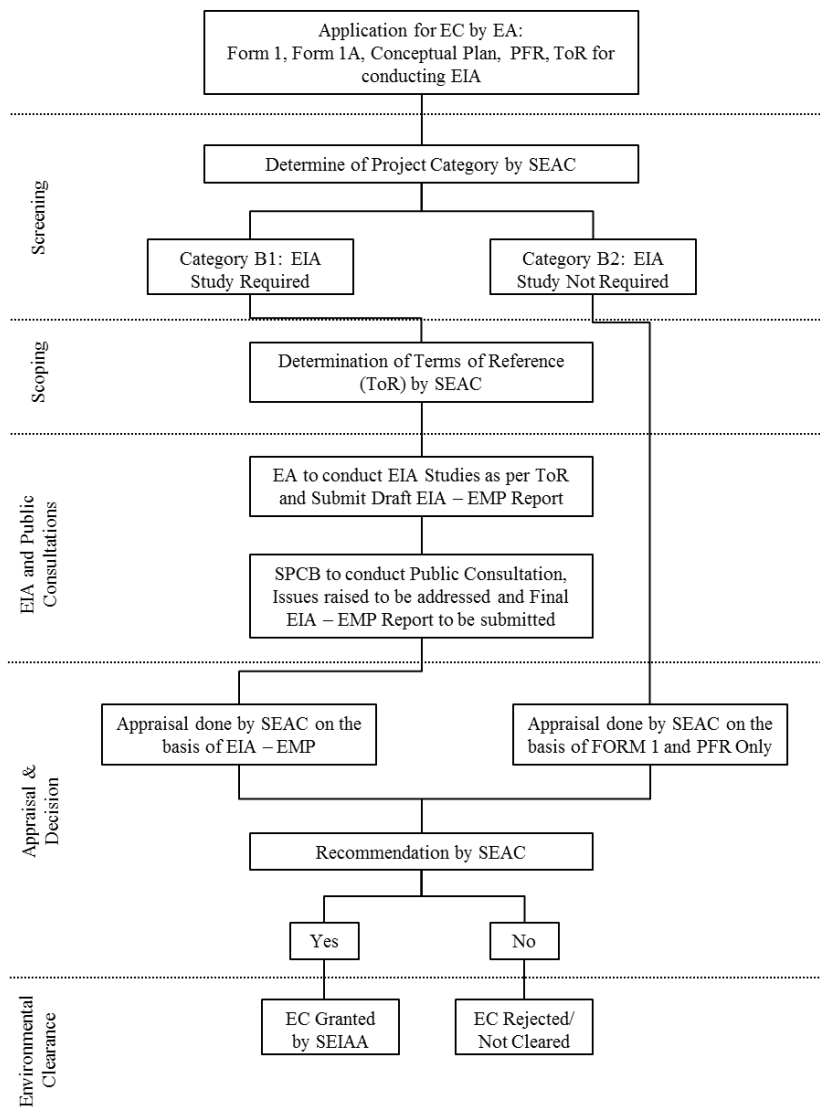 Application for EC by EA:
Form 1, Form 1A, Conceptual Plan, PFR, ToR for
conducting EIA
Screening
Determine of Project Category by SEAC
Category B1: EIA
Study Required
Category B2: EIA
Study Not Required
Scoping
Determination of Terms of Reference
(ToR) by SEAC
EIA and Public
Consultations
EA to conduct EIA Studies as per ToR
and Submit Draft EIA – EMP Report
SPCB to conduct Public Consultation,
Issues raised to be addressed and Final
EIA – EMP Report to be submitted
Appraisal &
Decision
Appraisal done by SEAC on the
basis of EIA – EMP
Appraisal done by SEAC on the
basis of FORM 1 and PFR Only
Recommendation by SEAC
Yes
No
Environmental
Clearance
EC Granted
by SEIAA
EC Rejected/
Not Cleared